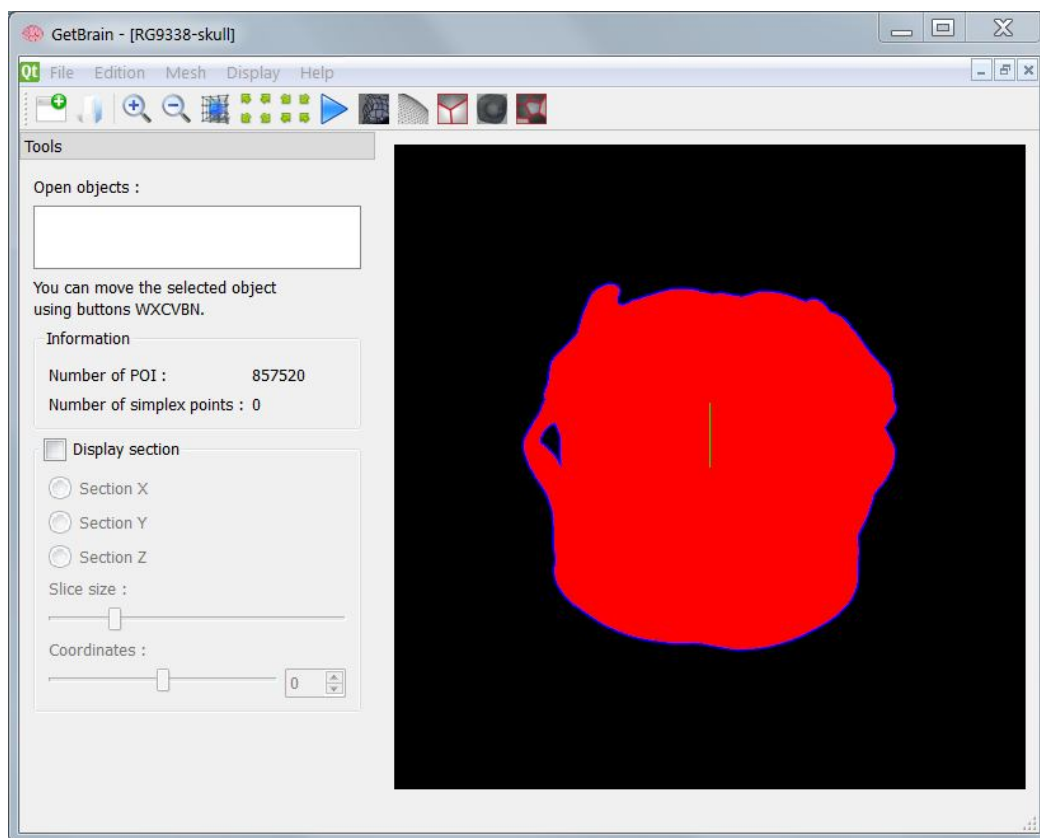 GetBrain - [RG9338-skull]
Qt File Edition Mesh Display Help
Tools
Open objects :
You can move the selected object
using buttons WXCVBN.
Information
Number of POI : 857520
Number of simplex points : 0
Display section
Section X
Section Y
Section Z
Slice size :
Coordinates :
0